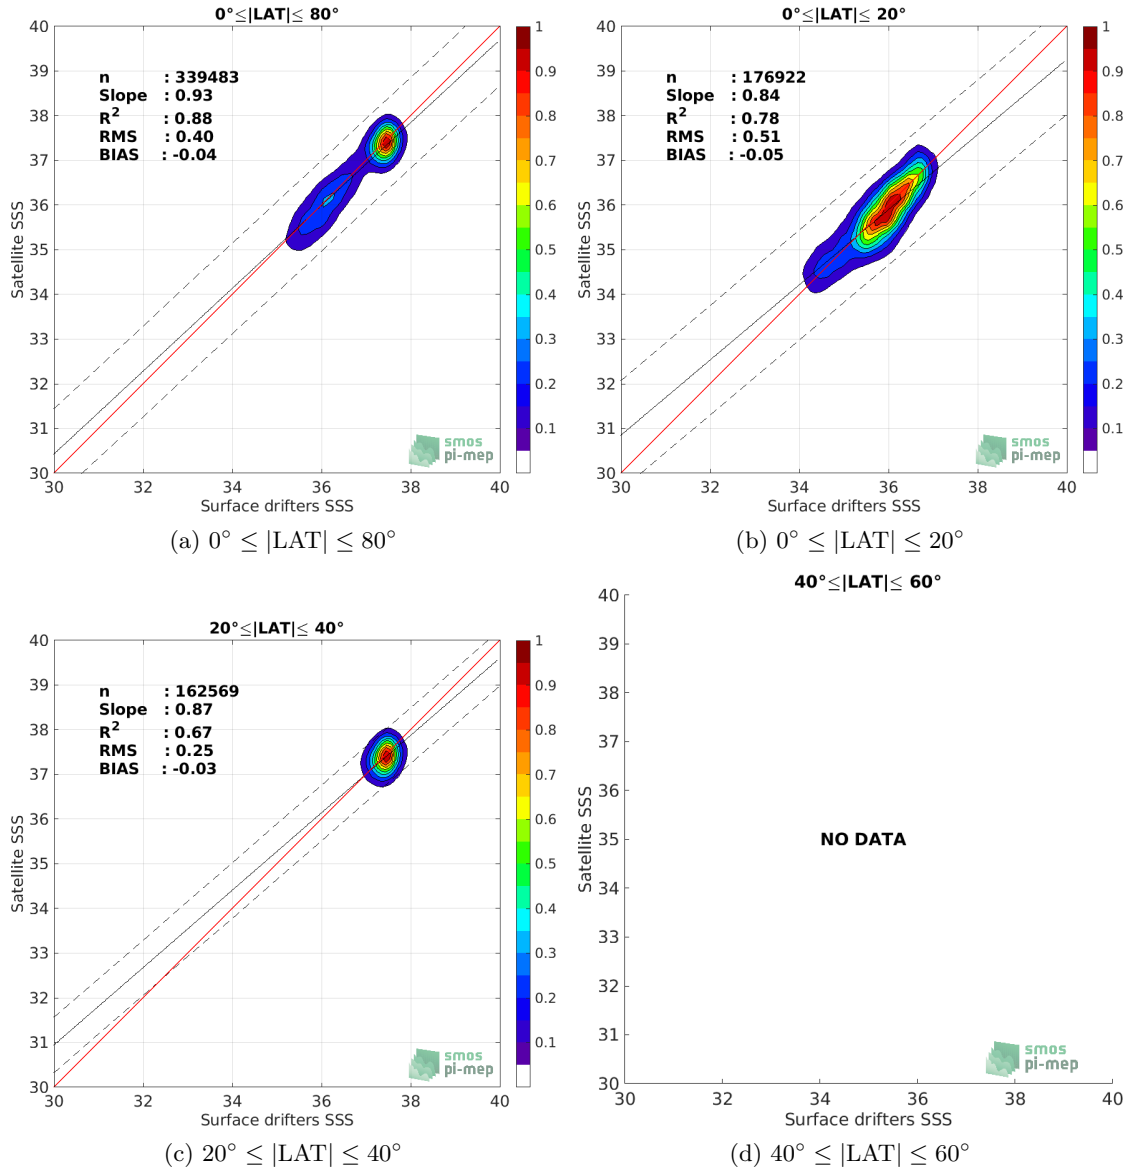 0°≤|LAT|≤ 80°
40
39
38
37
36
35
34
33
32
31
30
30
32
34
36
38
40
Satellite SSS
Surface drifters SSS
n : 339483
Slope : 0.93
R2 : 0.88
RMS : 0.40
BIAS : -0.04
1
0.9
0.8
0.7
0.6
0.5
0.4
0.3
0.2
0.1
smos
pi-mep
(a) 0° ≤ |LAT| ≤ 80°
0°≤|LAT|≤ 20°
40
39
38
37
36
35
34
33
32
31
30
30
32
34
36
38
40
Satellite SSS
Surface drifters SSS
n : 176922
Slope : 0.84
R2 : 0.78
RMS : 0.51
BIAS : -0.05
1
0.9
0.8
0.7
0.6
0.5
0.4
0.3
0.2
0.1
smos
pi-mep
(b) 0° ≤ |LAT| ≤ 20°
20°≤|LAT|≤ 40°
40
39
38
37
36
35
34
33
32
31
30
30
32
34
36
38
40
Satellite SSS
Surface drifters SSS
n : 162569
Slope : 0.87
R2 : 0.67
RMS : 0.25
BIAS : -0.03
1
0.9
0.8
0.7
0.6
0.5
0.4
0.3
0.2
0.1
smos
pi-mep
(c) 20° ≤ |LAT| ≤ 40°
40°≤|LAT|≤ 60°
40
39
38
37
36
35
34
33
32
31
30
30
32
34
36
38
40
Satellite SSS
Surface drifters SSS
NO DATA
smos
pi-mep
(d) 40° ≤ |LAT| ≤ 60°